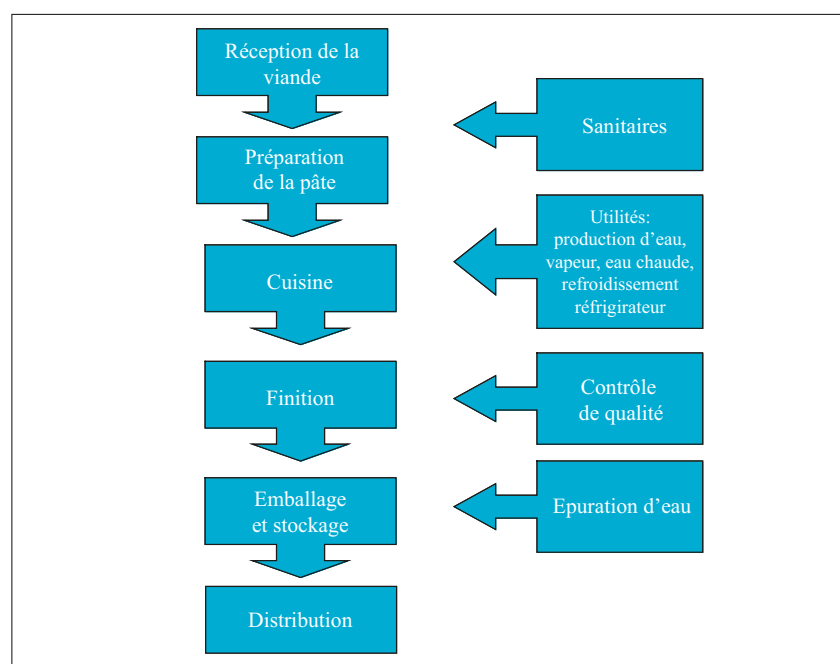 Réception de la
viande
Préparation
de la pâte
Cuisine
Finition
Emballage
et stockage
Distribution
Sanitaires
Utilités:
production d'eau,
vapeur, eau chaude,
refroidissement
réfrigirateur
Contrôle
de qualité
Epuration d'eau